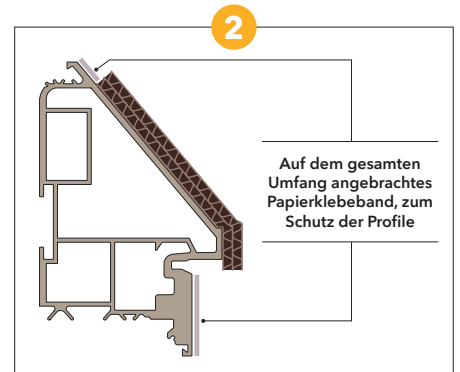 2
Auf dem gesamten
Umfang angebrachtes
Papierklebeband, zum
Schutz der Profile